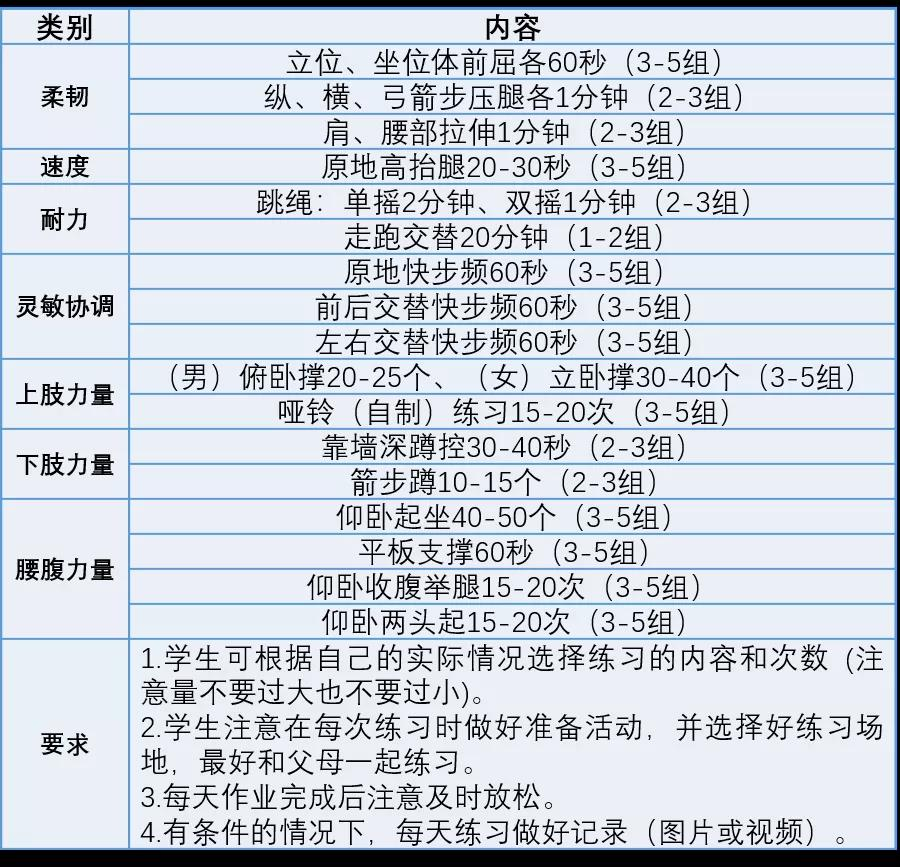 类别 内容
柔韧
立位、坐位体前屈各60秒（3-5组）
纵、横、弓箭步压腿各1分钟（2-3组）
肩、腰部拉伸1分钟（2-3组）
速度 原地高抬腿20-30秒（3-5组）
耐力
跳绳：单摇2分钟、双摇1分钟（2-3组）
走跑交替20分钟（1-2组）
灵敏协调
原地快步频60秒（3-5组）
前后交替快步频60秒（3-5组）
左右交替快步频60秒（3-5组）
上肢力量
（男）俯卧撑20-25个、（女）立卧撑30-40个（3-5组）
哑铃（自制）练习15-20次（3-5组）
下肢力量
靠墙深蹲控30-40秒（2-3组）
箭步蹲10-15个（2-3组）
腰腹力量
仰卧起坐40-50个（3-5组）
平板支撑60秒（3-5组）
仰卧收腹举腿15-20次（3-5组）
仰卧两头起15-20次（3-5组）
要求
1.学生可根据自己的实际情况选择练习的内容和次数 (注
意量不要过大也不要过小)。
2.学生注意在每次练习时做好准备活动，并选择好练习场
地，最好和父母一起练习。
3.每天作业完成后注意及时放松。
4.有条件的情况下，每天练习做好记录（图片或视频）。